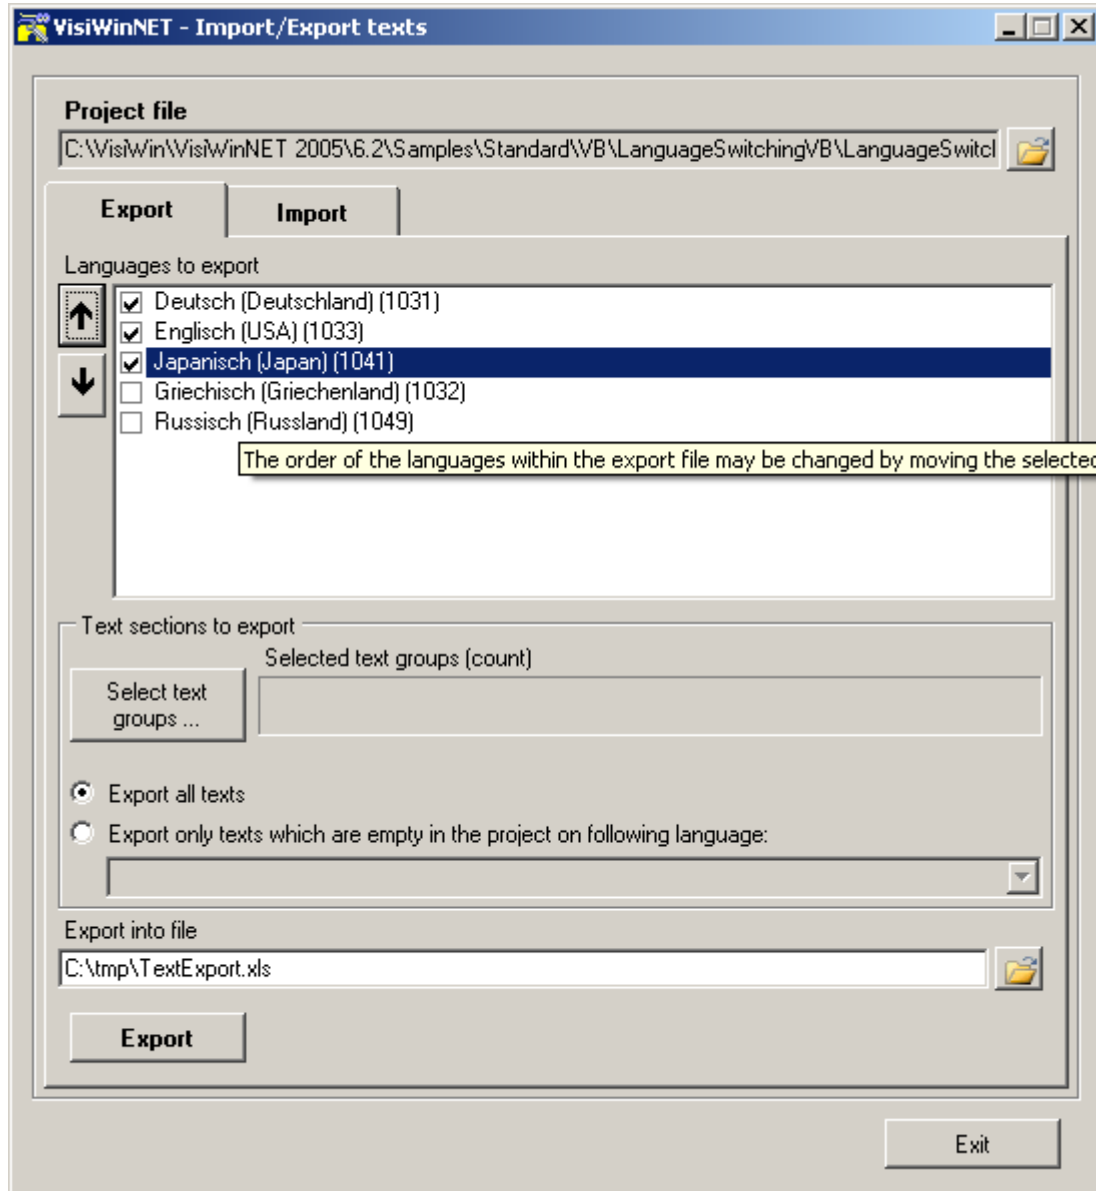 VisiWinNET - Import/Export texts
Project file
C:\VisiWin\VisiWinNET 2005\6.2\Samples\Standard\VB\LanguageSwitchingVB\LanguageSwitcl
Export
Import
Languages to export
Deutsch (Deutschland) (1031)
Englisch (USA) (1033)
Japanisch (Japan) (1041)
Griechisch (Griechenland) (1032)
Russisch (Russland) (1049)
The order of the languages within the export file may be changed by moving the selected
Text sections to export
Selected text groups (count)
Select text
groups ...
Export all texts
Export only texts which are empty in the project on following language:
Export into file
C:\tmp\TextExport.xls
Export
Exit